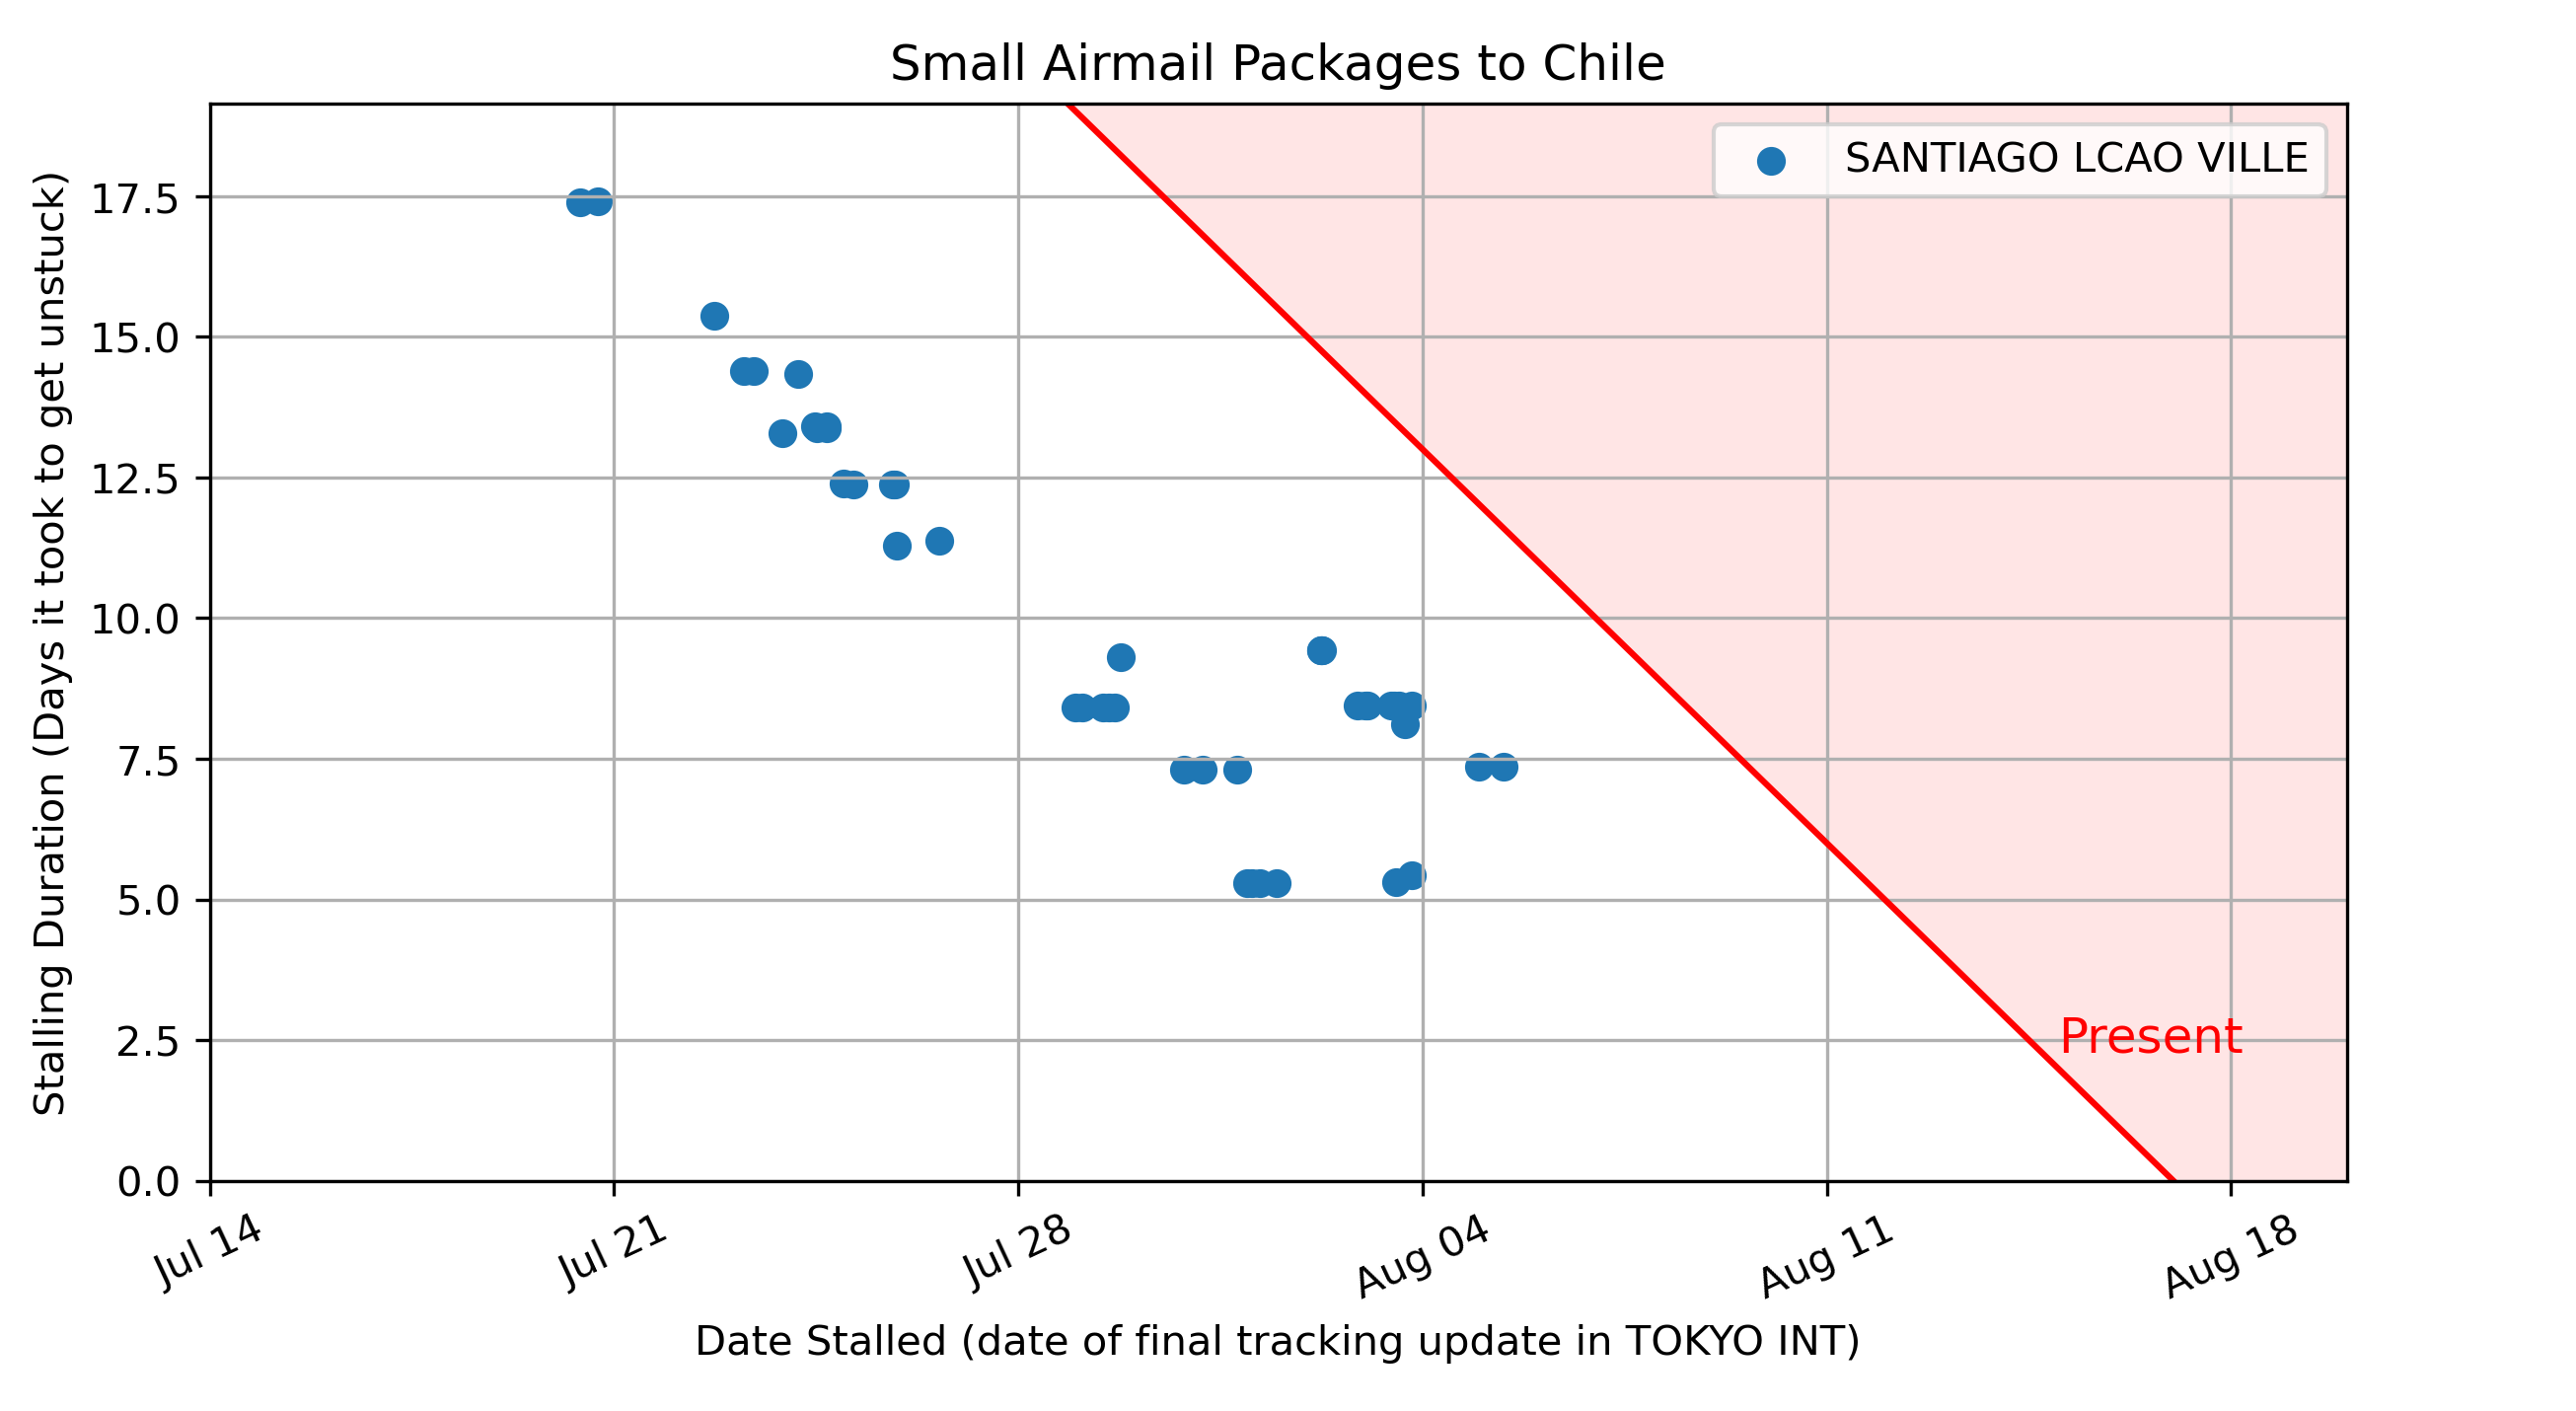 Small Airmail Packages to Chile
SANTIAGO LCAO VILLE
Stalling Duration (Days it took to get unstuck)
17.5
15.0
12.5
10.0
7.5
5.0
2.5
0.0
Present
Jul 14
Jul 21
Jul 28
Aug 04
Aug 11
Aug 18
Date Stalled (date of final tracking update in TOKYO INT)